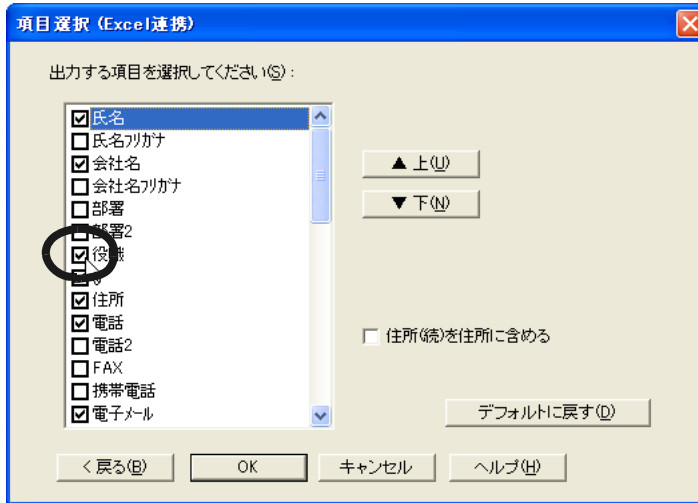 項目選択 (Excel連携)
出力する項目を選択してください(S):
氏名
氏名フリガナ
会社名
会社名フリガナ
部署
部署2
役職
住所
電話
電話2
FAX
携帯電話
電子メール
▲ 上(U)
▼ 下(N)
住所(続)を住所に含める
デフォルトに戻す(D)
< 戻る(B)
OK
キャンセル
ヘルプ(H)